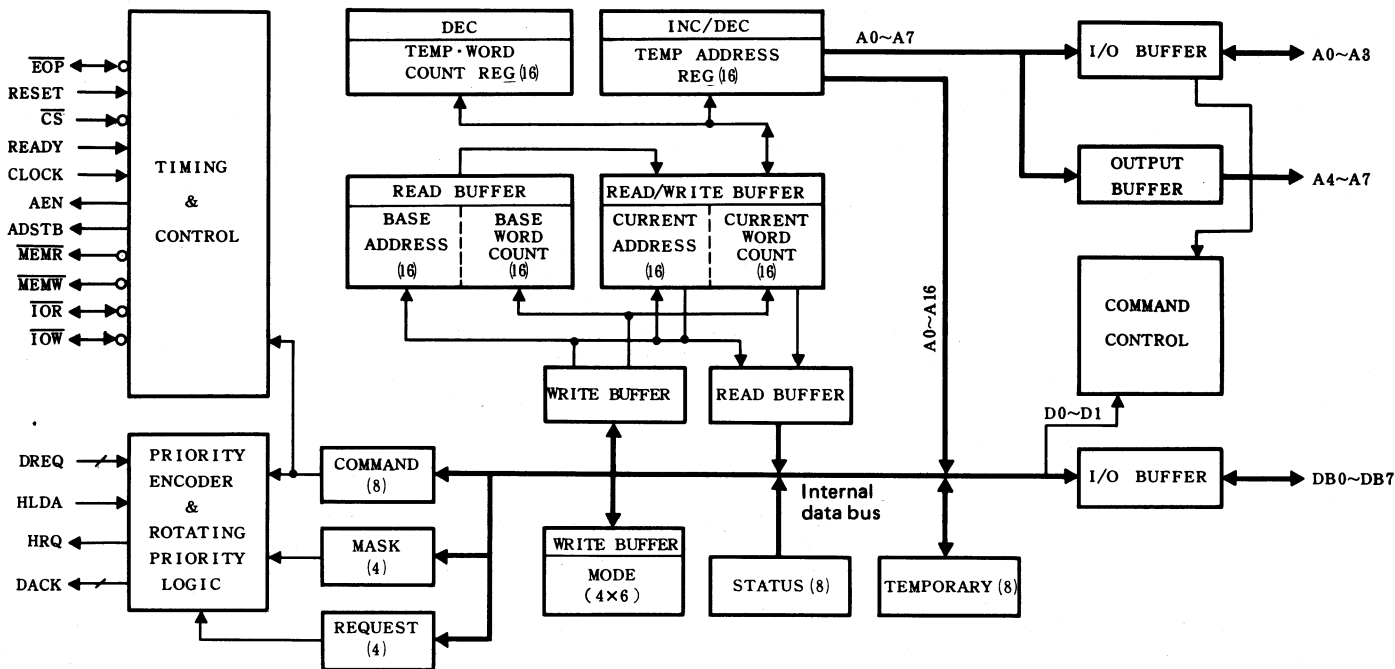 EOP
RESET
CS
READY
CLOCK
AEN
ADSTB
MEMR
MEMW
IOR
IOW
TIMING
&
CONTROL
DREQ
HLDA
HRQ
DACK
PRIORITY
ENCODER
&
ROTATING
PRIORITY
LOGIC
COMMAND
(8)
MASK
(4)
REQUEST
(4)
DEC
TEMP·WORD
COUNT REG (16)
INC/DEC
TEMP ADDRESS
REG (16)
READ BUFFER
BASE
ADDRESS
(16)
BASE
WORD
COUNT
(16)
READ/WRITE BUFFER
CURRENT
ADDRESS
(16)
CURRENT
WORD
COUNT
(16)
WRITE BUFFER
READ BUFFER
WRITE BUFFER
MODE
(4×6)
STATUS (8)
TEMPORARY (8)
Internal
data bus
A0~A7
A0~A16
I/O BUFFER
A0~A3
OUTPUT
BUFFER
A4~A7
COMMAND
CONTROL
D0~D1
I/O BUFFER
DB0~DB7